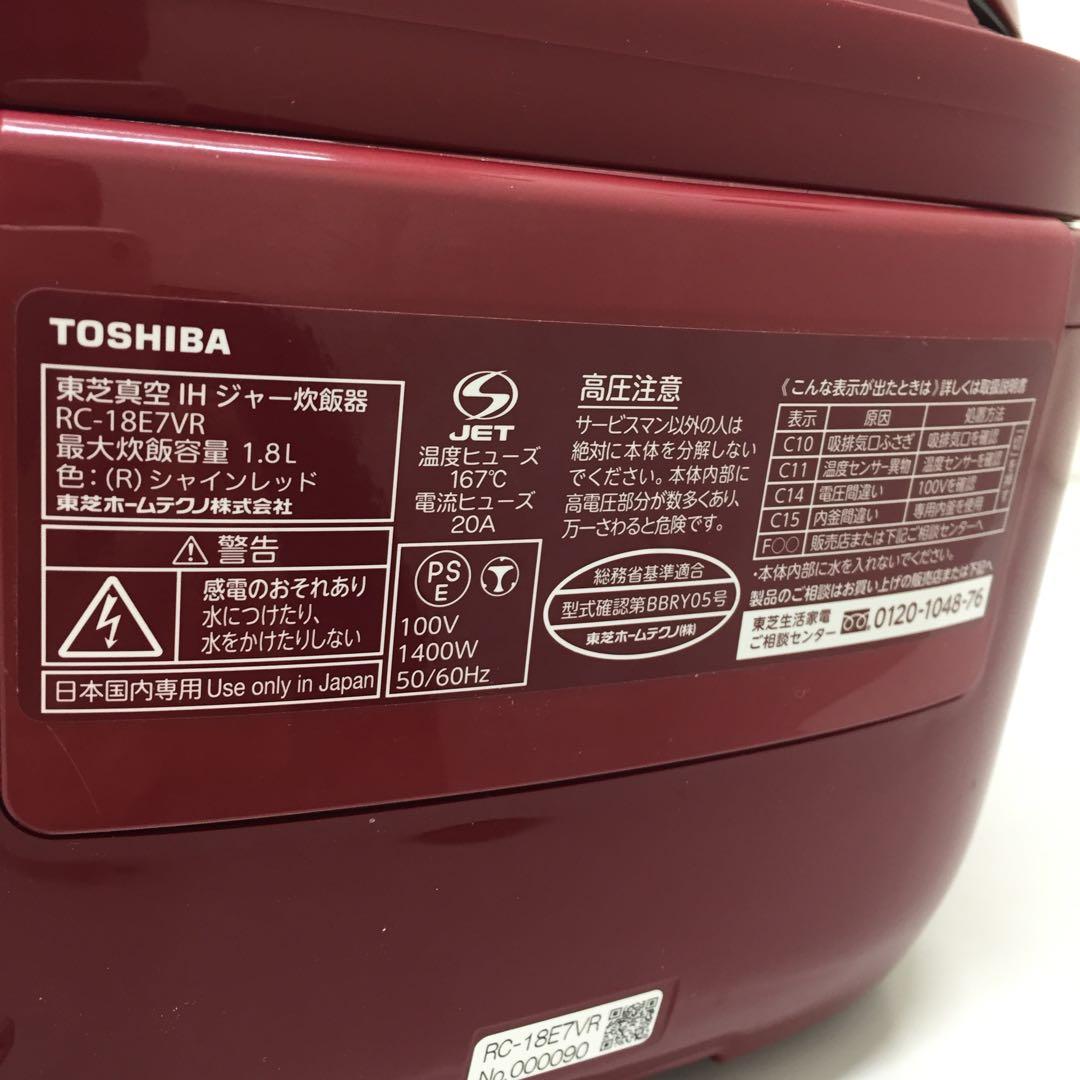 TOSHIBA
東芝真空 IH ジャー炊飯器
RC-18E7VR
最大炊飯容量 1.8L
色：(R) シャインレッド
東芝ホームテクノ株式会社
警告
感電のおそれあり
水につけたり、
水をかけたりしない
日本国内専用 Use only in Japan
JET
温度ヒューズ
167℃
電流ヒューズ
20A
PS
E
100V
1400W
50/60Hz
高圧注意
サービスマン以外の人は
絶対に本体を分解しない
でください。本体内部に
高電圧部分が数多くあり、
万一さわると危険です。
総務省基準適合
型式確認第BBRY05号
東芝ホームテクノ(株)
《こんな表示が出たときは》詳しくは取扱説明書
表示 原因 処置方法
C10 吸排気口ふさぎ 吸排気口を確認
C11 温度センサー異物 温度センサーを確認
C14 電圧間違い 100Vを確認
C15 内釜間違い 専用内釜を使用
F○○ 販売店または下記ご相談センターへ
・本体内部に水を入れないでください。
製品のご相談はお買い上げの販売店または下記へ
東芝生活家電
ご相談センター 0120-1048-76
RC-18E7VR
No.000090